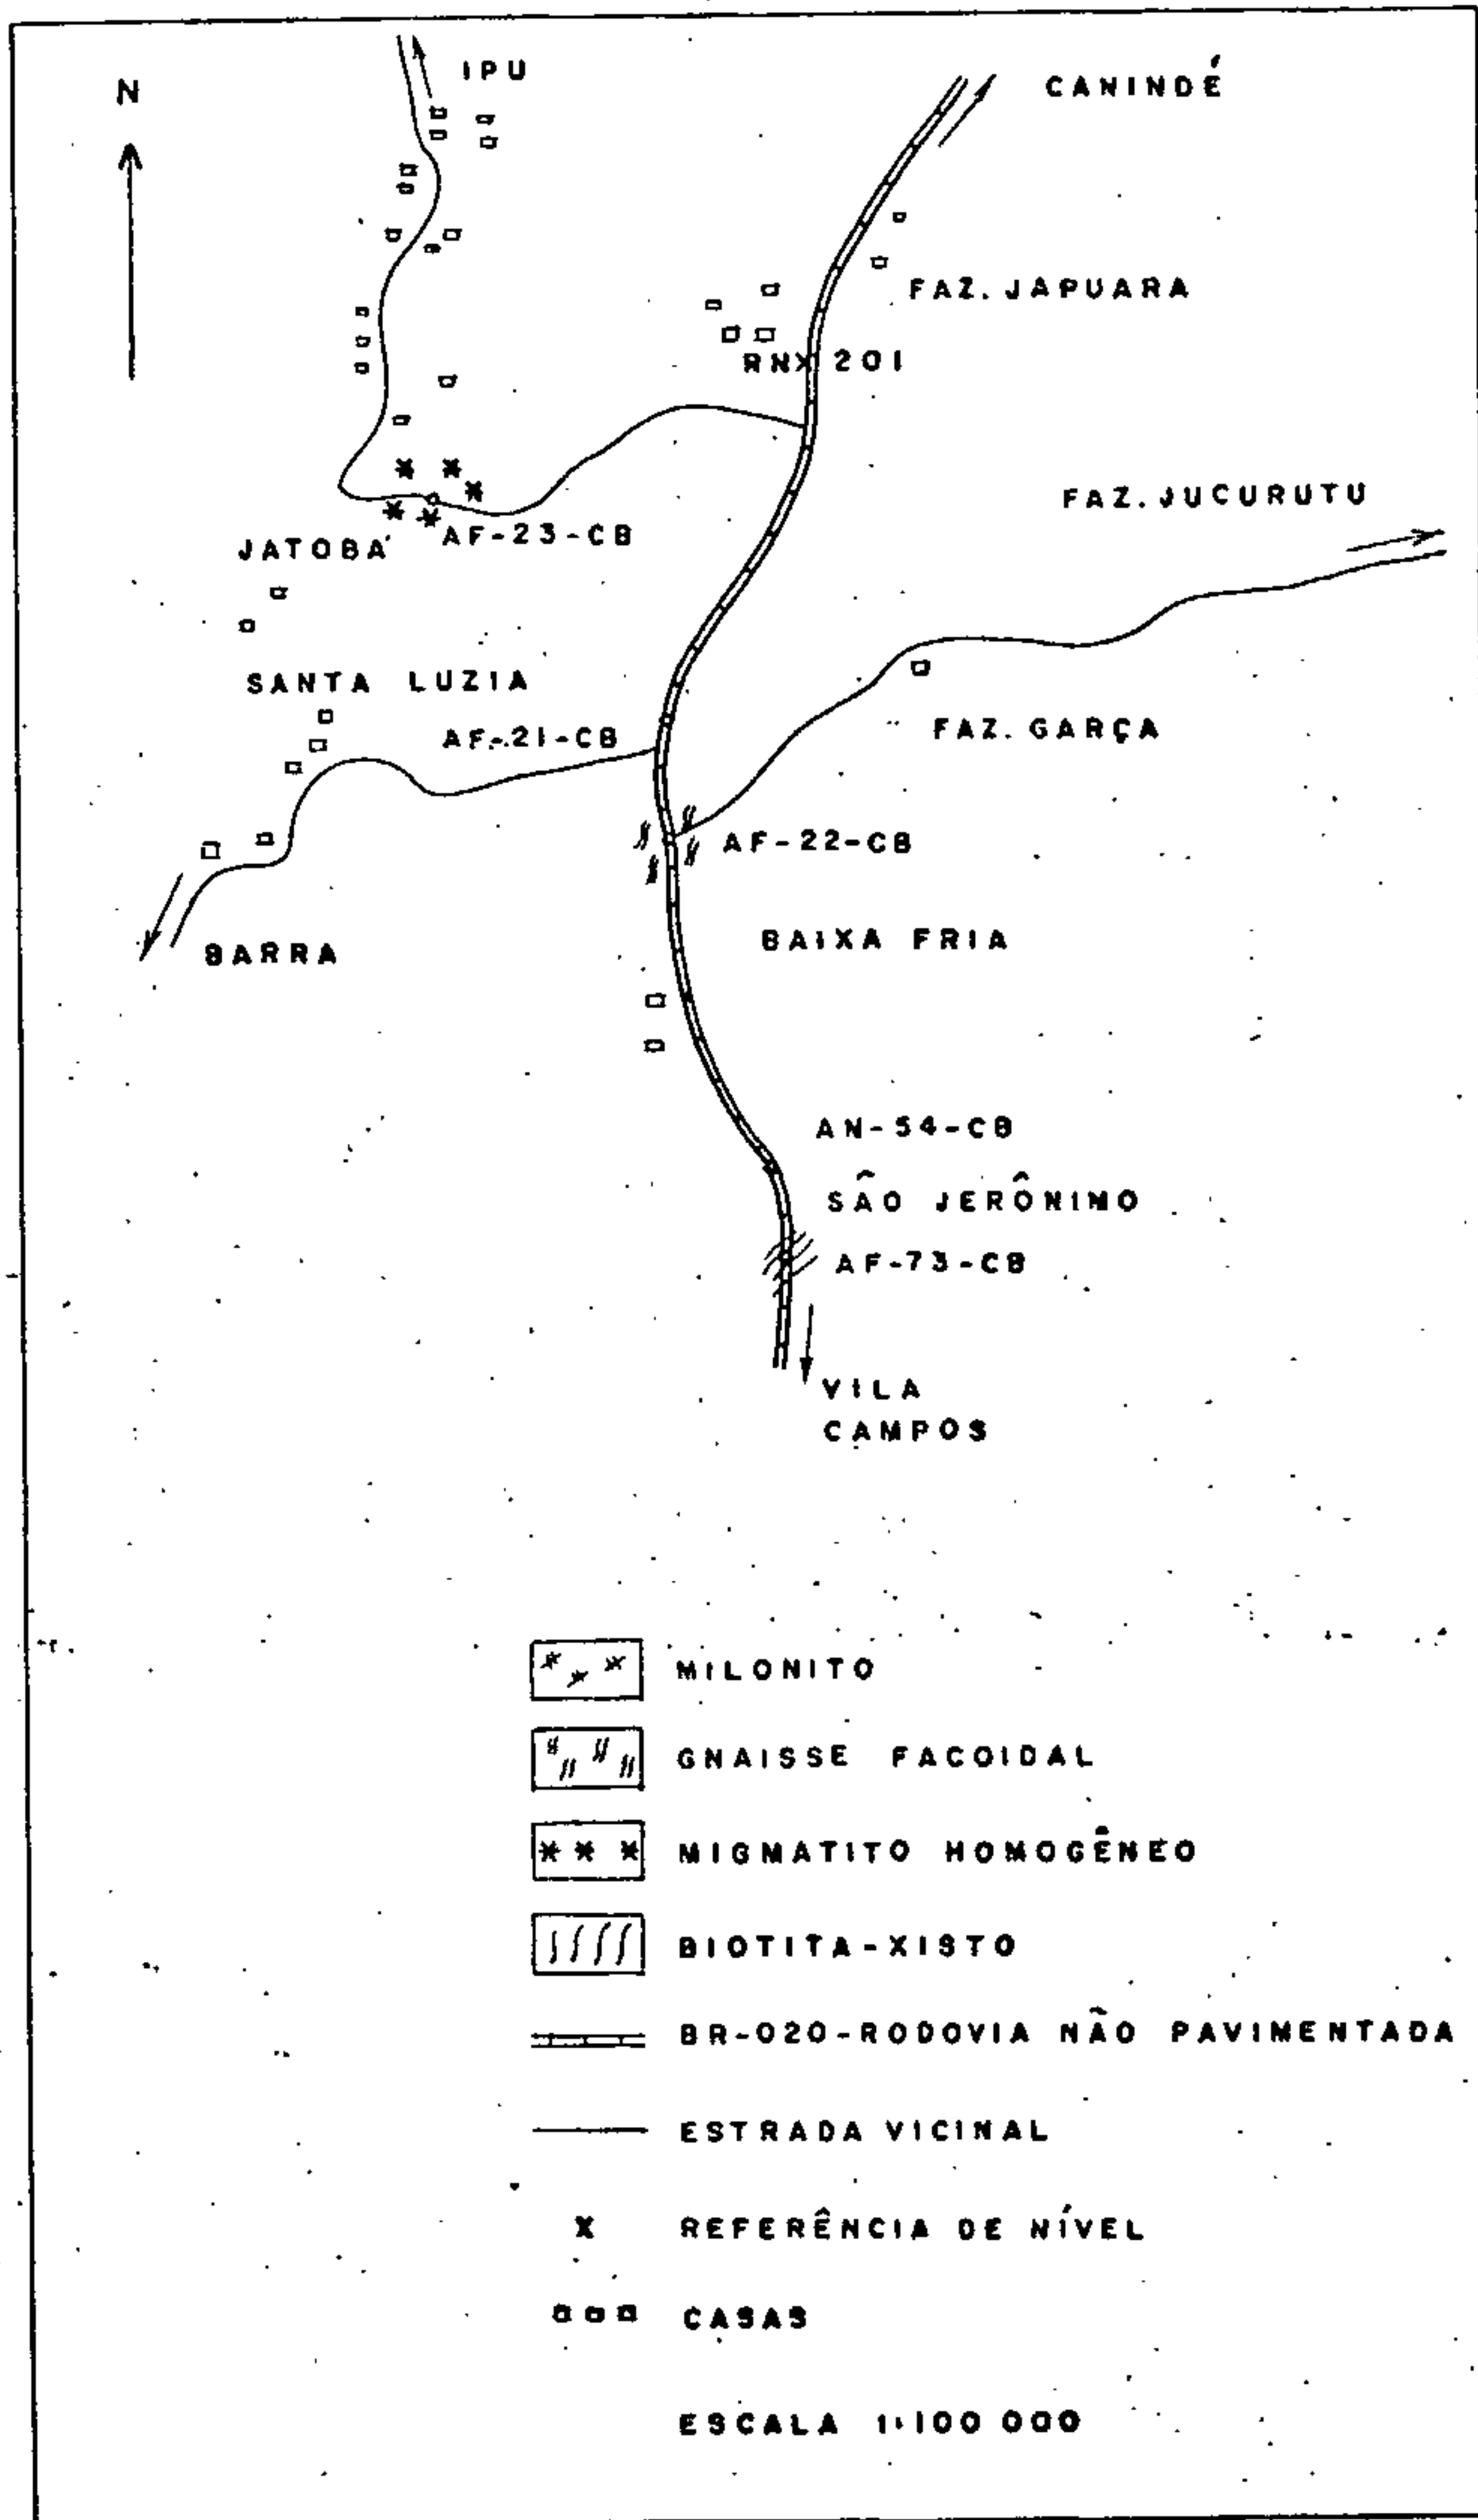 IPU
CANINDÉ
N
FAZ. JAPUARA
RNX 201
FAZ. JUCURUTU
AF-23-CB
JATOBÁ
SANTA LUZIA
AF-21-CB
FAZ. GARÇA
AF-22-CB
BAIXA FRIA
BARRA
AN-54-CB
SÃO JERÔNIMO
AF-73-CB
VILA
CAMPOS
MILONITO
GNAISSE FACOIDAL
MIGMATITO HOMOGÊNEO
BIOTITA-XISTO
BR-020-RODOVIA NÃO PAVIMENTADA
ESTRADA VICINAL
X REFERÊNCIA DE NÍVEL
CASAS
ESCALA 1:100 000